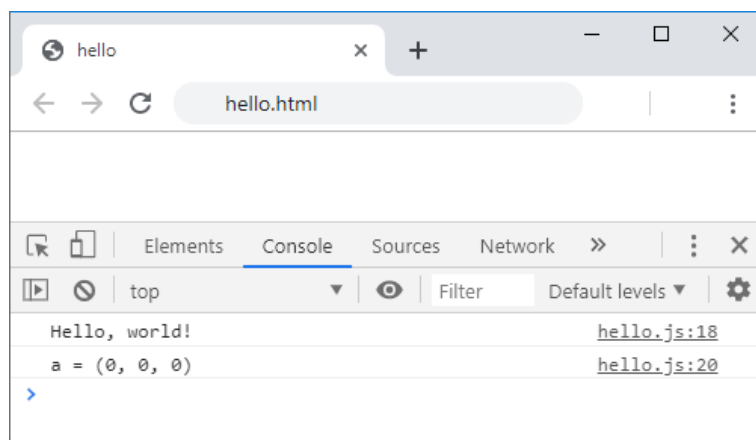 hello
hello.html
Elements Console Sources Network
top Filter Default levels
Hello, world! hello.js:18
a = (0, 0, 0) hello.js:20